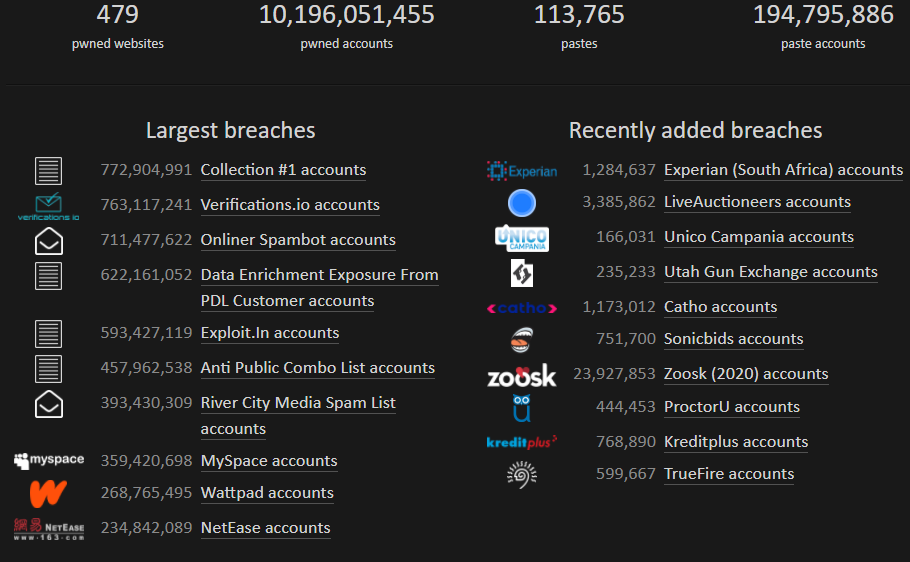 479
pwned websites
10,196,051,455
pwned accounts
113,765
pastes
194,795,886
paste accounts
Largest breaches
772,904,991 Collection #1 accounts
verifications io
763,117,241 Verifications.io accounts
711,477,622 Onliner Spambot accounts
622,161,052 Data Enrichment Exposure From
PDL Customer accounts
593,427,119 Exploit.In accounts
457,962,538 Anti Public Combo List accounts
393,430,309 River City Media Spam List
accounts
myspace 359,420,698 MySpace accounts
268,765,495 Wattpad accounts
網易 NETEASE
www·163·com
234,842,089 NetEase accounts
Recently added breaches
Experian 1,284,637 Experian (South Africa) accounts
3,385,862 LiveAuctioneers accounts
UNICO
CAMPANIA
166,031 Unico Campania accounts
235,233 Utah Gun Exchange accounts
catho 1,173,012 Catho accounts
751,700 Sonicbids accounts
zoosk 23,927,853 Zoosk (2020) accounts
444,453 ProctorU accounts
kreditplus 768,890 Kreditplus accounts
599,667 TrueFire accounts